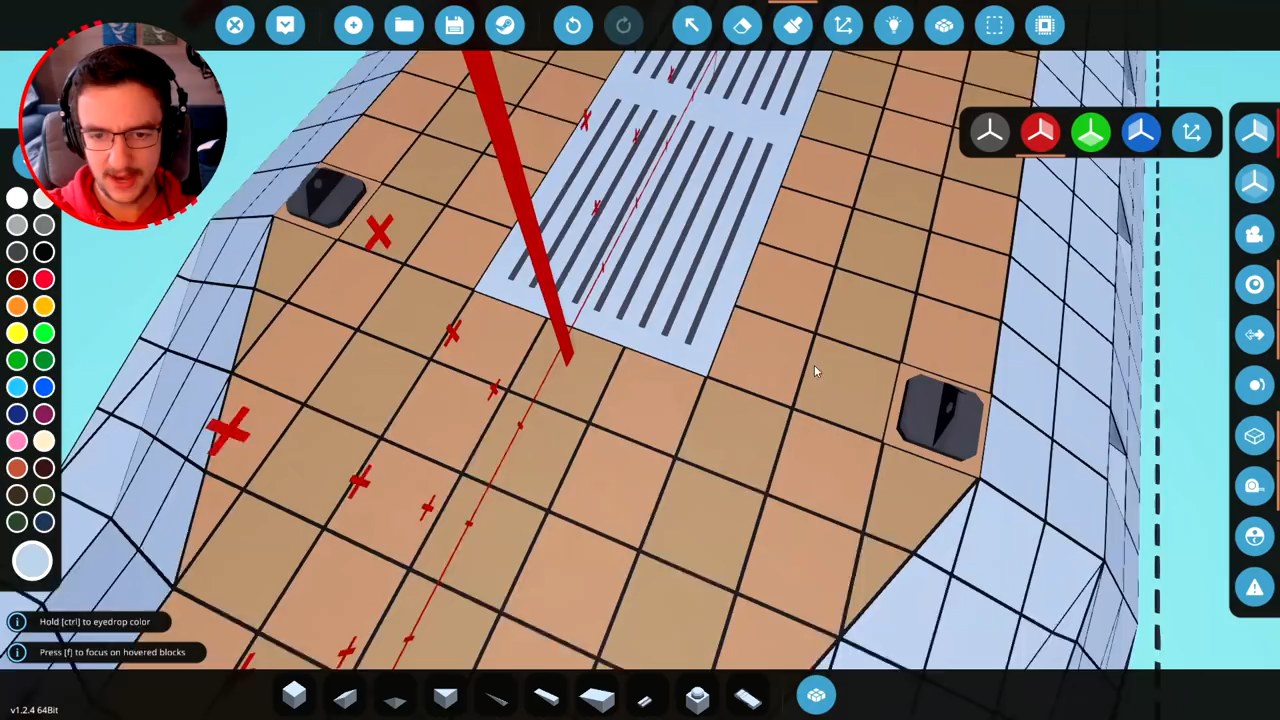 Hold [ctrl] to eyedrop color
Press [f] to focus on hovered blocks
v1.2.4 64Bit